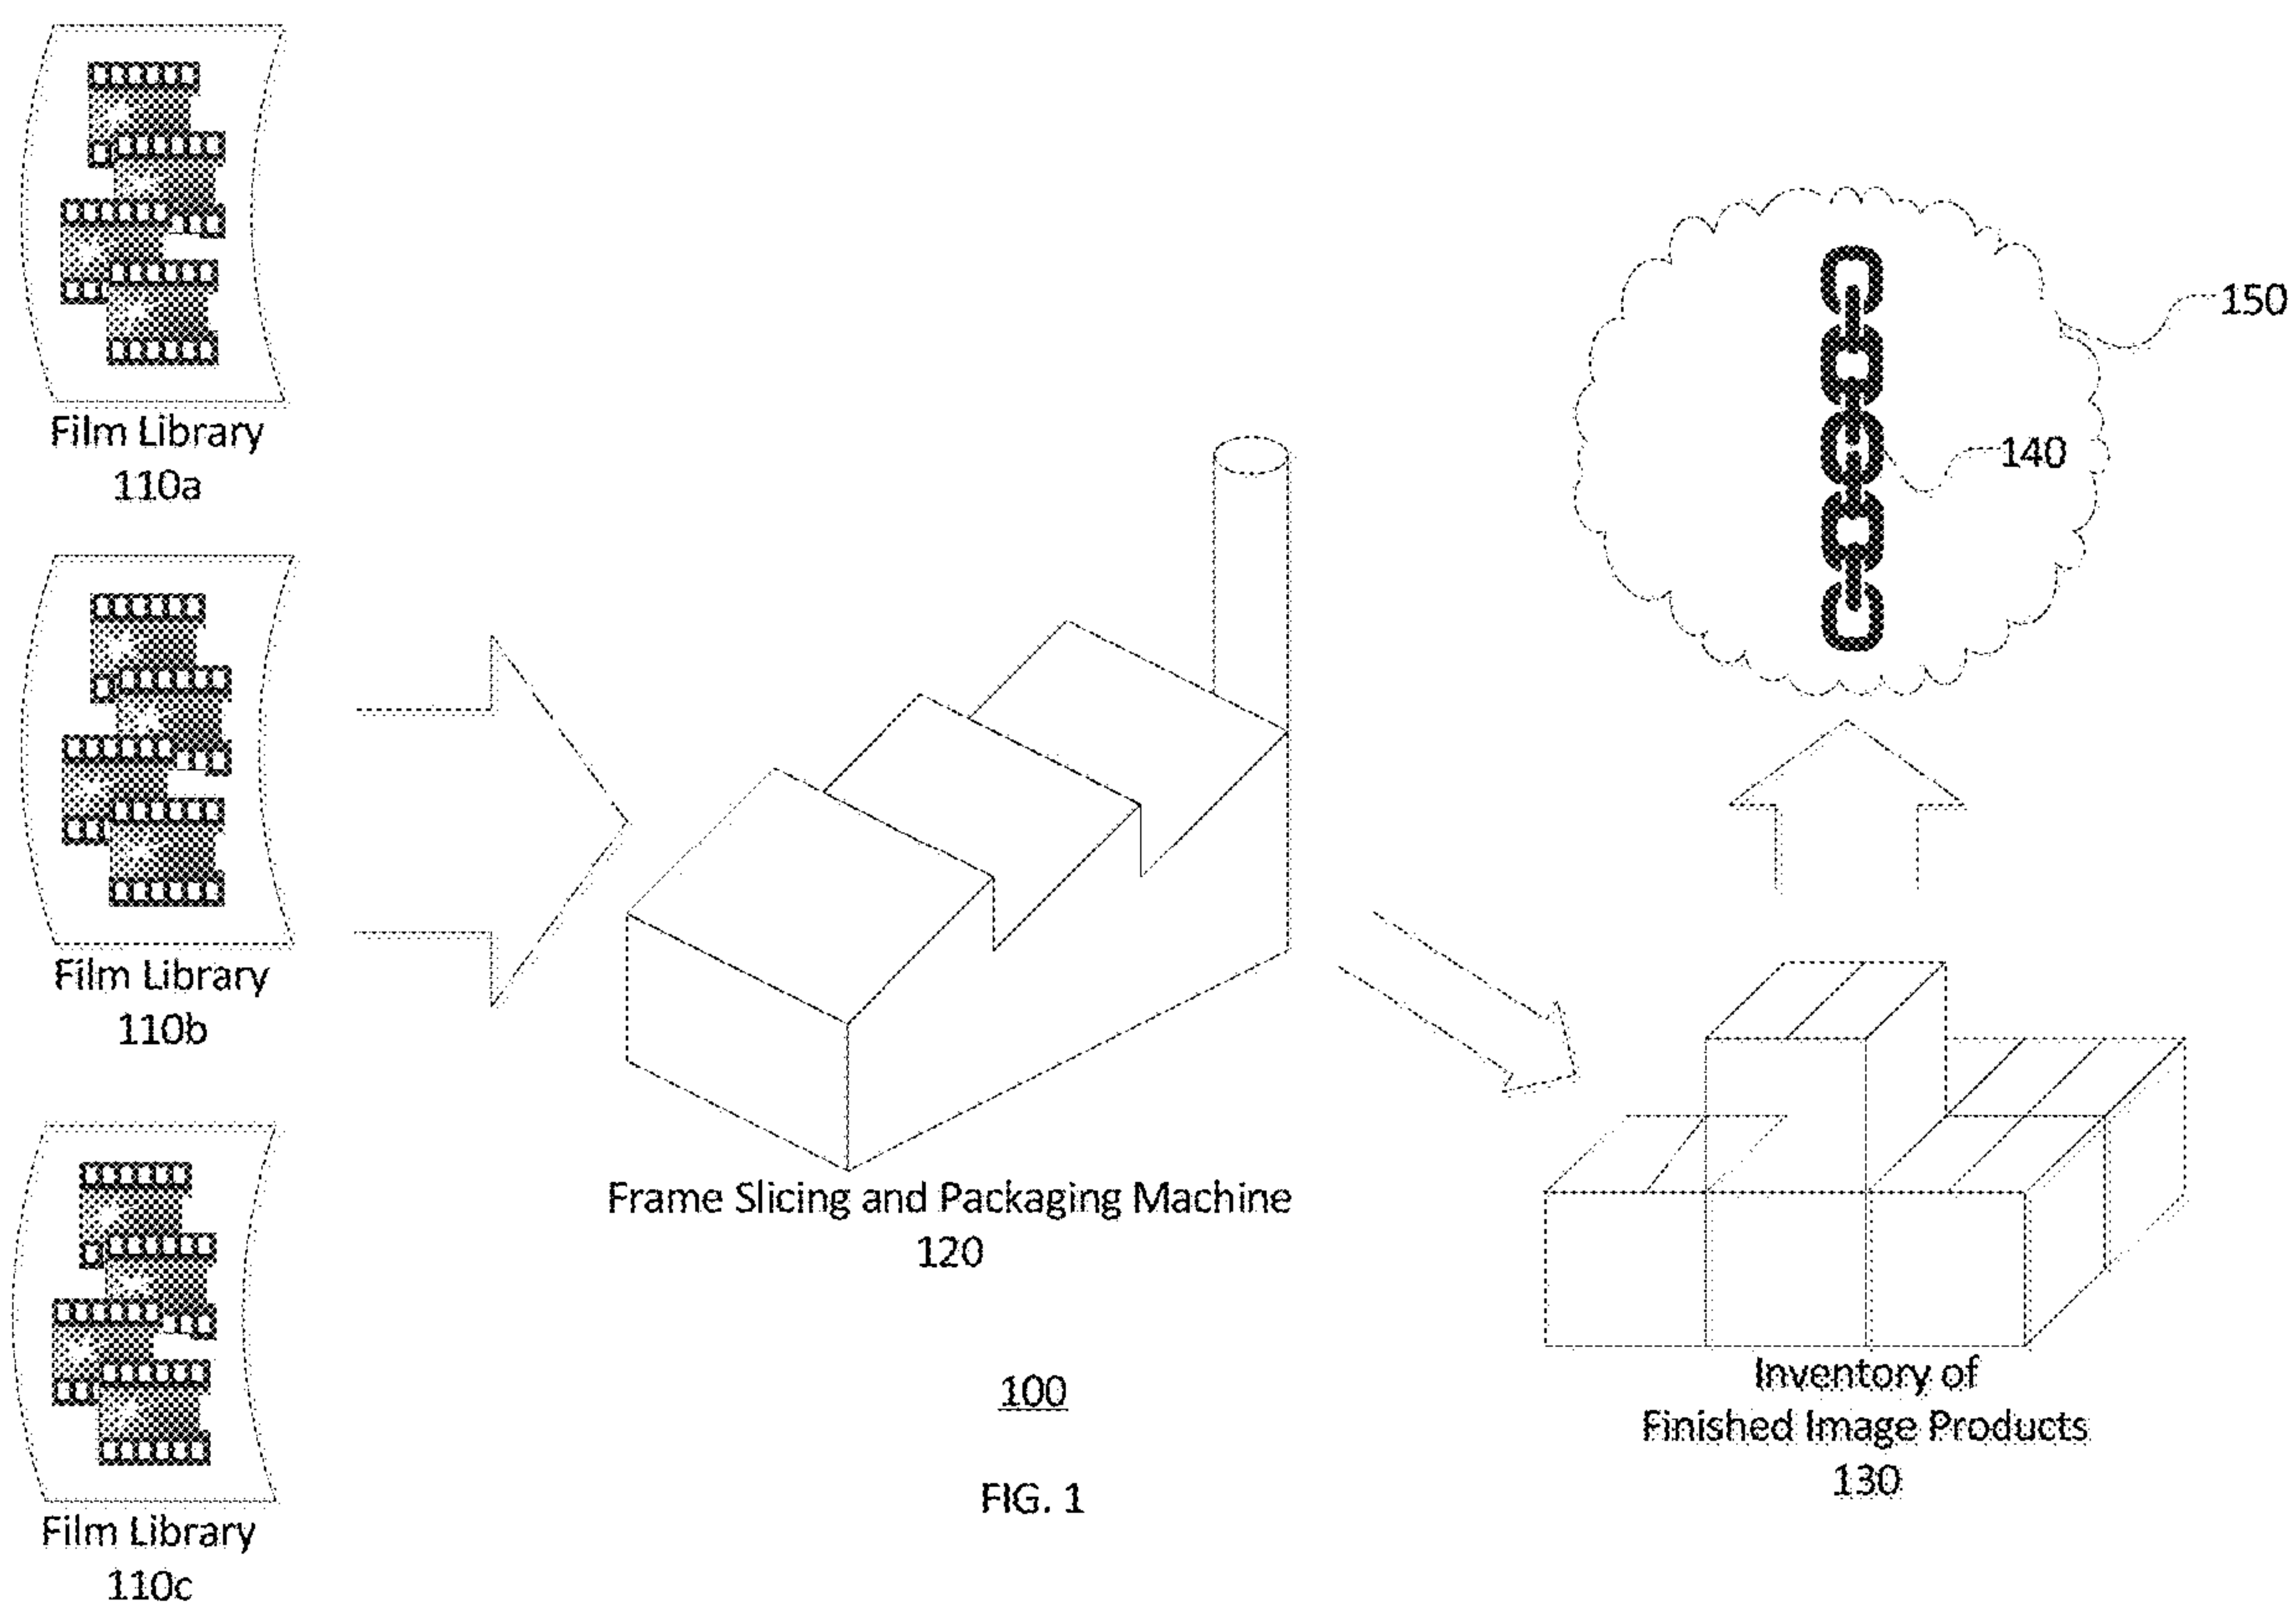 Film Library
110a
Film Library
110b
Film Library
110c
Frame Slicing and Packaging Machine
120
100
FIG. 1
150
140
Inventory of
Finished Image Products
130